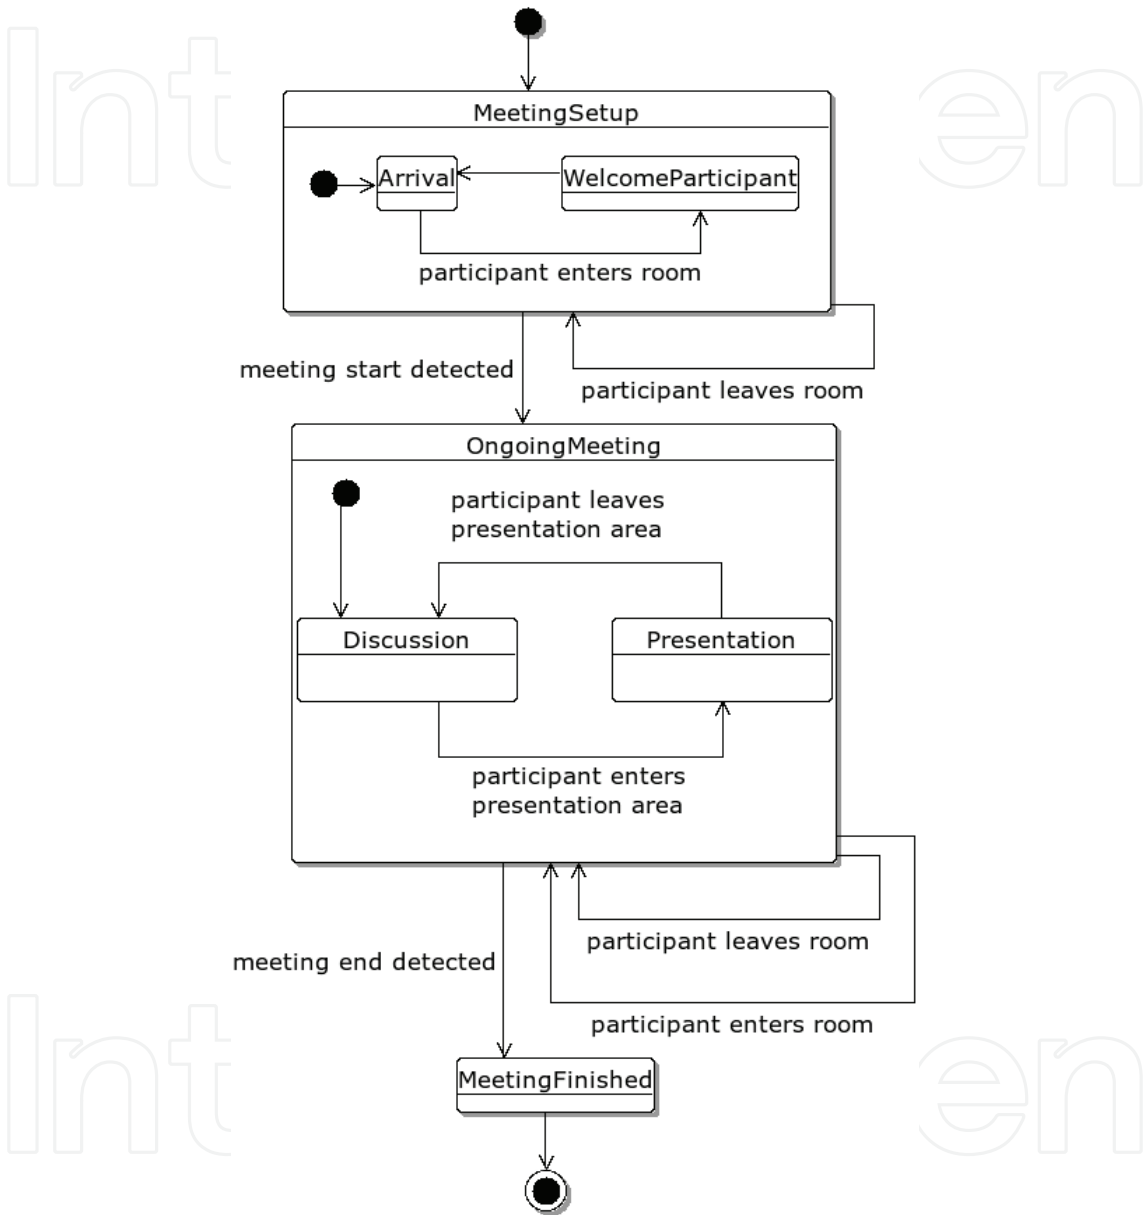 MeetingSetup
Arrival
WelcomeParticipant
participant enters room
meeting start detected
participant leaves room
OngoingMeeting
participant leaves
presentation area
Discussion
Presentation
participant enters
presentation area
participant leaves room
meeting end detected
participant enters room
MeetingFinished